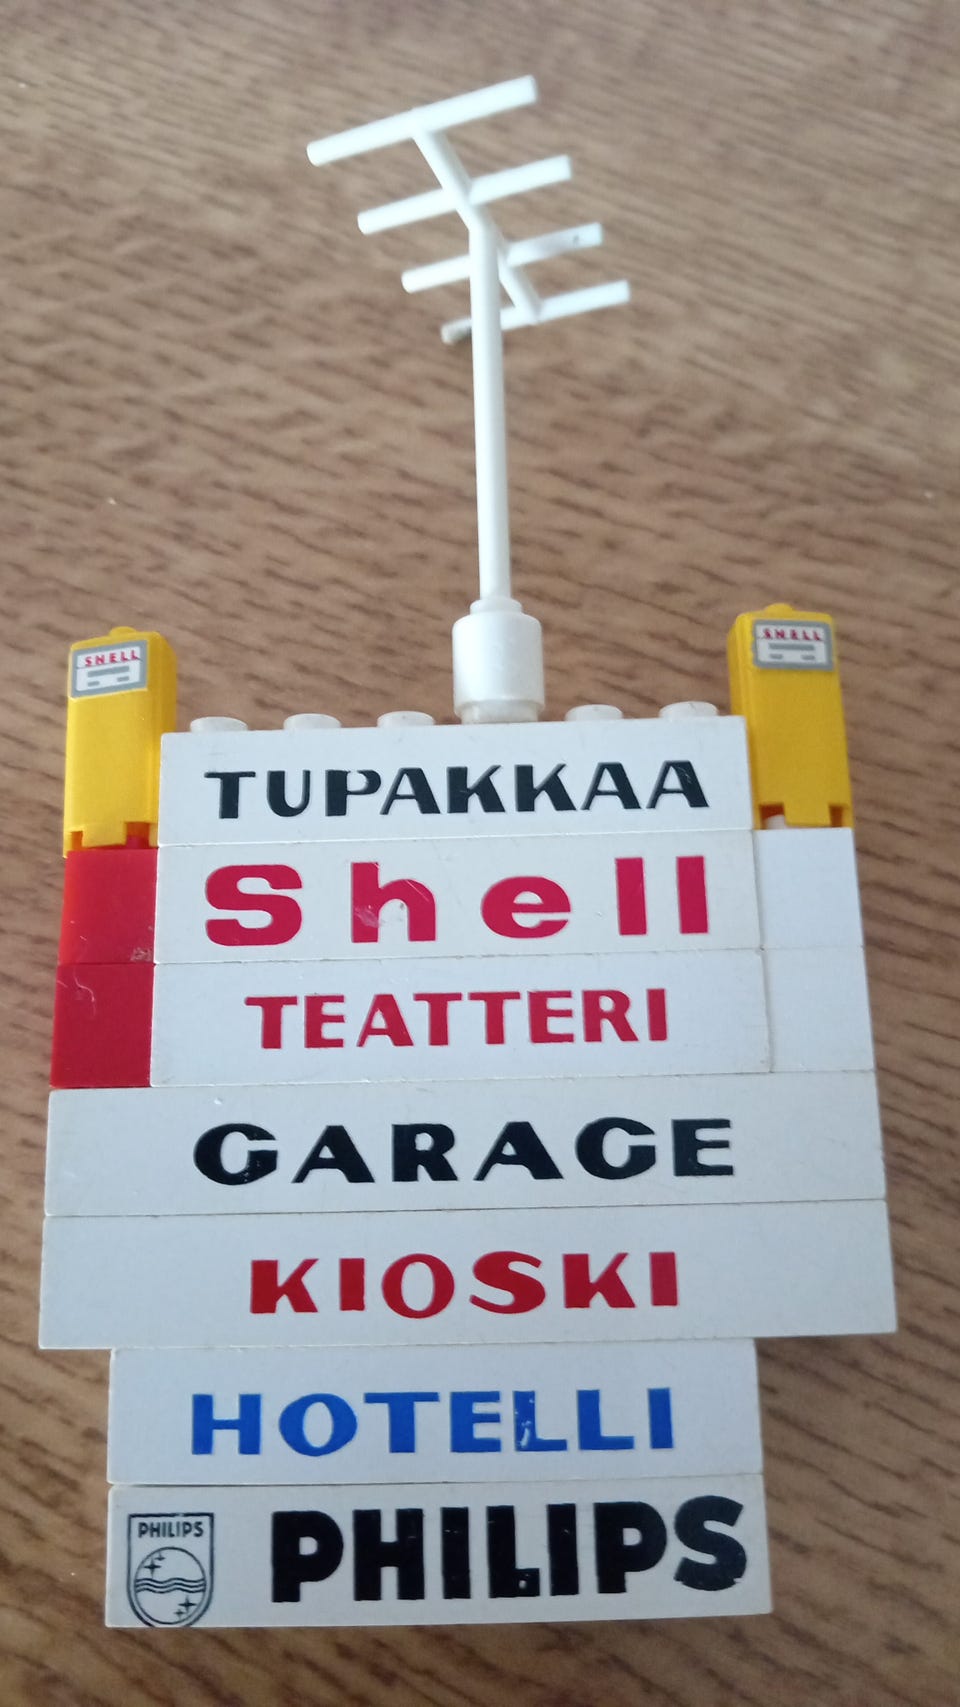 SHELL
SHELL
TUPAKKAA
Shell
TEATTERI
GARAGE
KIOSKI
HOTELLI
PHILIPS
PHILIPS